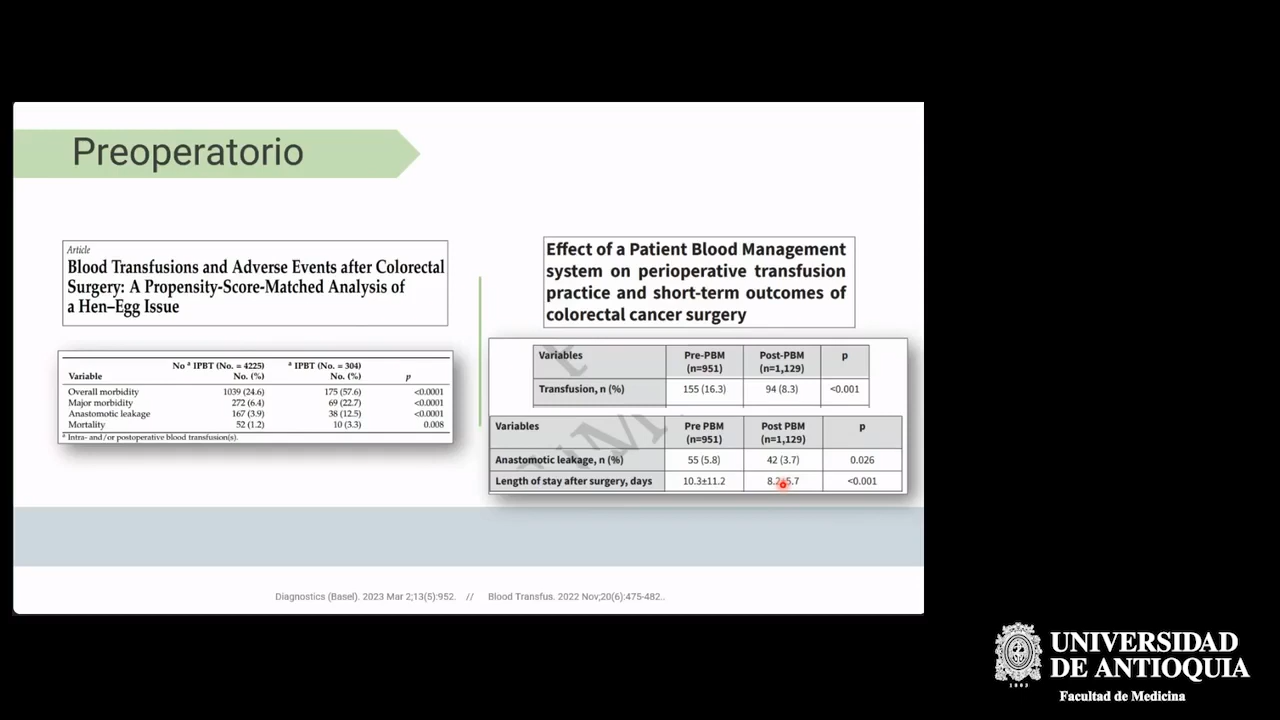 Preoperatorio
Article
Blood Transfusions and Adverse Events after Colorectal
Surgery: A Propensity-Score-Matched Analysis of
a Hen–Egg Issue
No ᵃ IPBT (No. = 4225) ᵃ IPBT (No. = 304)
Variable No. (%) No. (%) p
Overall morbidity 1039 (24.6) 175 (57.6) <0.0001
Major morbidity 272 (6.4) 69 (22.7) <0.0001
Anastomotic leakage 167 (3.9) 38 (12.5) <0.0001
Mortality 52 (1.2) 10 (3.3) 0.008
ᵃ Intra- and/or postoperative blood transfusion(s).
Effect of a Patient Blood Management
system on perioperative transfusion
practice and short-term outcomes of
colorectal cancer surgery
Variables Pre-PBM Post-PBM p
(n=951) (n=1,129)
Transfusion, n (%) 155 (16.3) 94 (8.3) <0.001
Variables Pre PBM Post PBM p
(n=951) (n=1,129)
Anastomotic leakage, n (%) 55 (5.8) 42 (3.7) 0.026
Length of stay after surgery, days 10.3±11.2 <0.001
Diagnostics (Basel). 2023 Mar 2;13(5):952. // Blood Transfus. 2022 Nov;20(6):475-482..
UNIVERSIDAD
DE ANTIOQUIA
1803
Facultad de Medicina